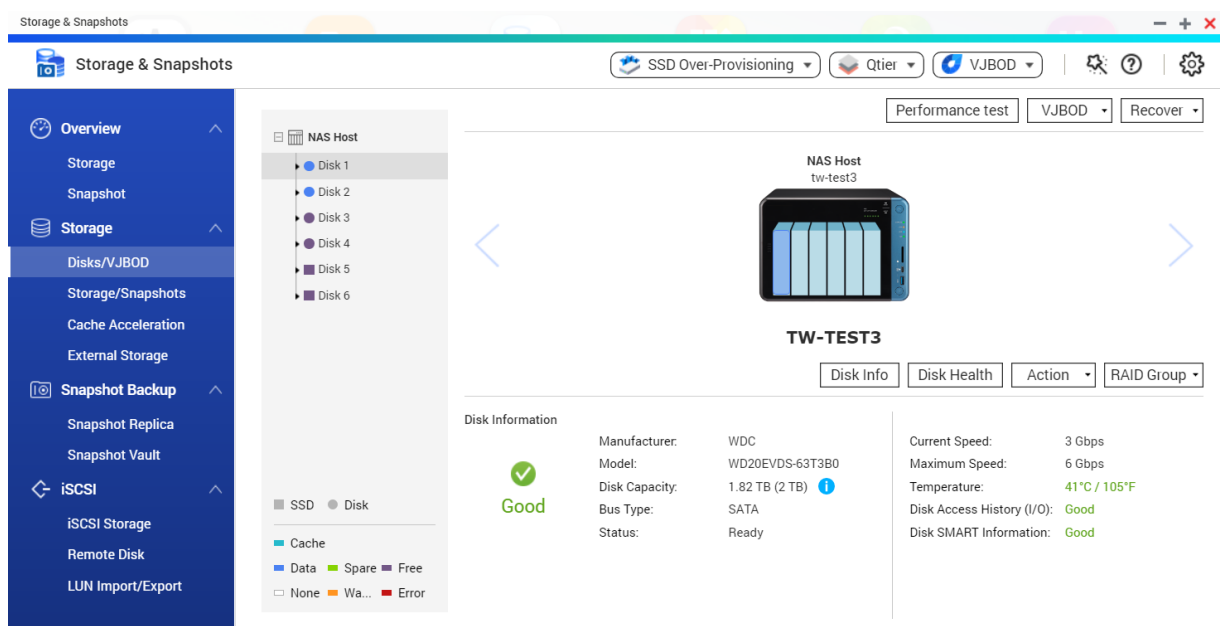 Storage & Snapshots
Storage & Snapshots
SSD Over-Provisioning
Qtier
VJBOD
Overview
Storage
Snapshot
Storage
Disks/VJBOD
Storage/Snapshots
Cache Acceleration
External Storage
Snapshot Backup
Snapshot Replica
Snapshot Vault
iSCSI
iSCSI Storage
Remote Disk
LUN Import/Export
NAS Host
Disk 1
Disk 2
Disk 3
Disk 4
Disk 5
Disk 6
SSD Disk
Cache
Data Spare Free
None Wa... Error
Performance test VJBOD Recover
NAS Host
tw-test3
TW-TEST3
Disk Info Disk Health Action RAID Group
Disk Information
Good
Manufacturer: WDC
Model: WD20EVDS-63T3B0
Disk Capacity: 1.82 TB (2 TB)
Bus Type: SATA
Status: Ready
Current Speed: 3 Gbps
Maximum Speed: 6 Gbps
Temperature: 41°C / 105°F
Disk Access History (I/O): Good
Disk SMART Information: Good